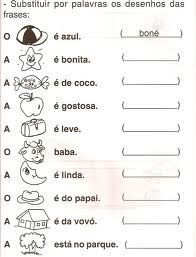 - Substituir por palavras os desenhos das
frases:
O é azul. ( boné )
A é bonita. ( )
A é de coco. ( )
A é gostosa. ( )
A é leve. ( )
O baba. ( )
A é linda. ( )
O é do papai. ( )
A é da vovó. ( )
A está no parque. ( )